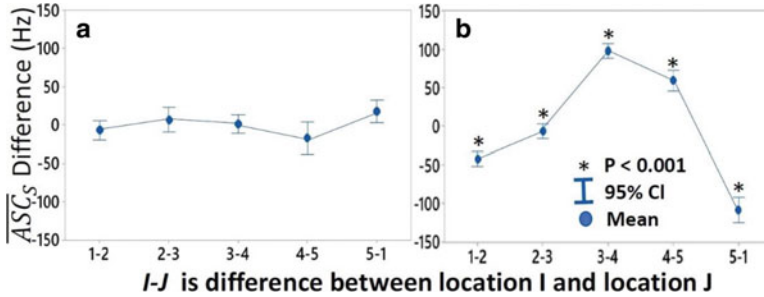 a
b
150
100
50
0
-50
-100
-150
150
100
50
0
-50
-100
-150
ASC_S Difference (Hz)
*
*
*
*
*
* P < 0.001
95% CI
Mean
1-2 2-3 3-4 4-5 5-1
1-2 2-3 3-4 4-5 5-1
I-J is difference between location I and location J